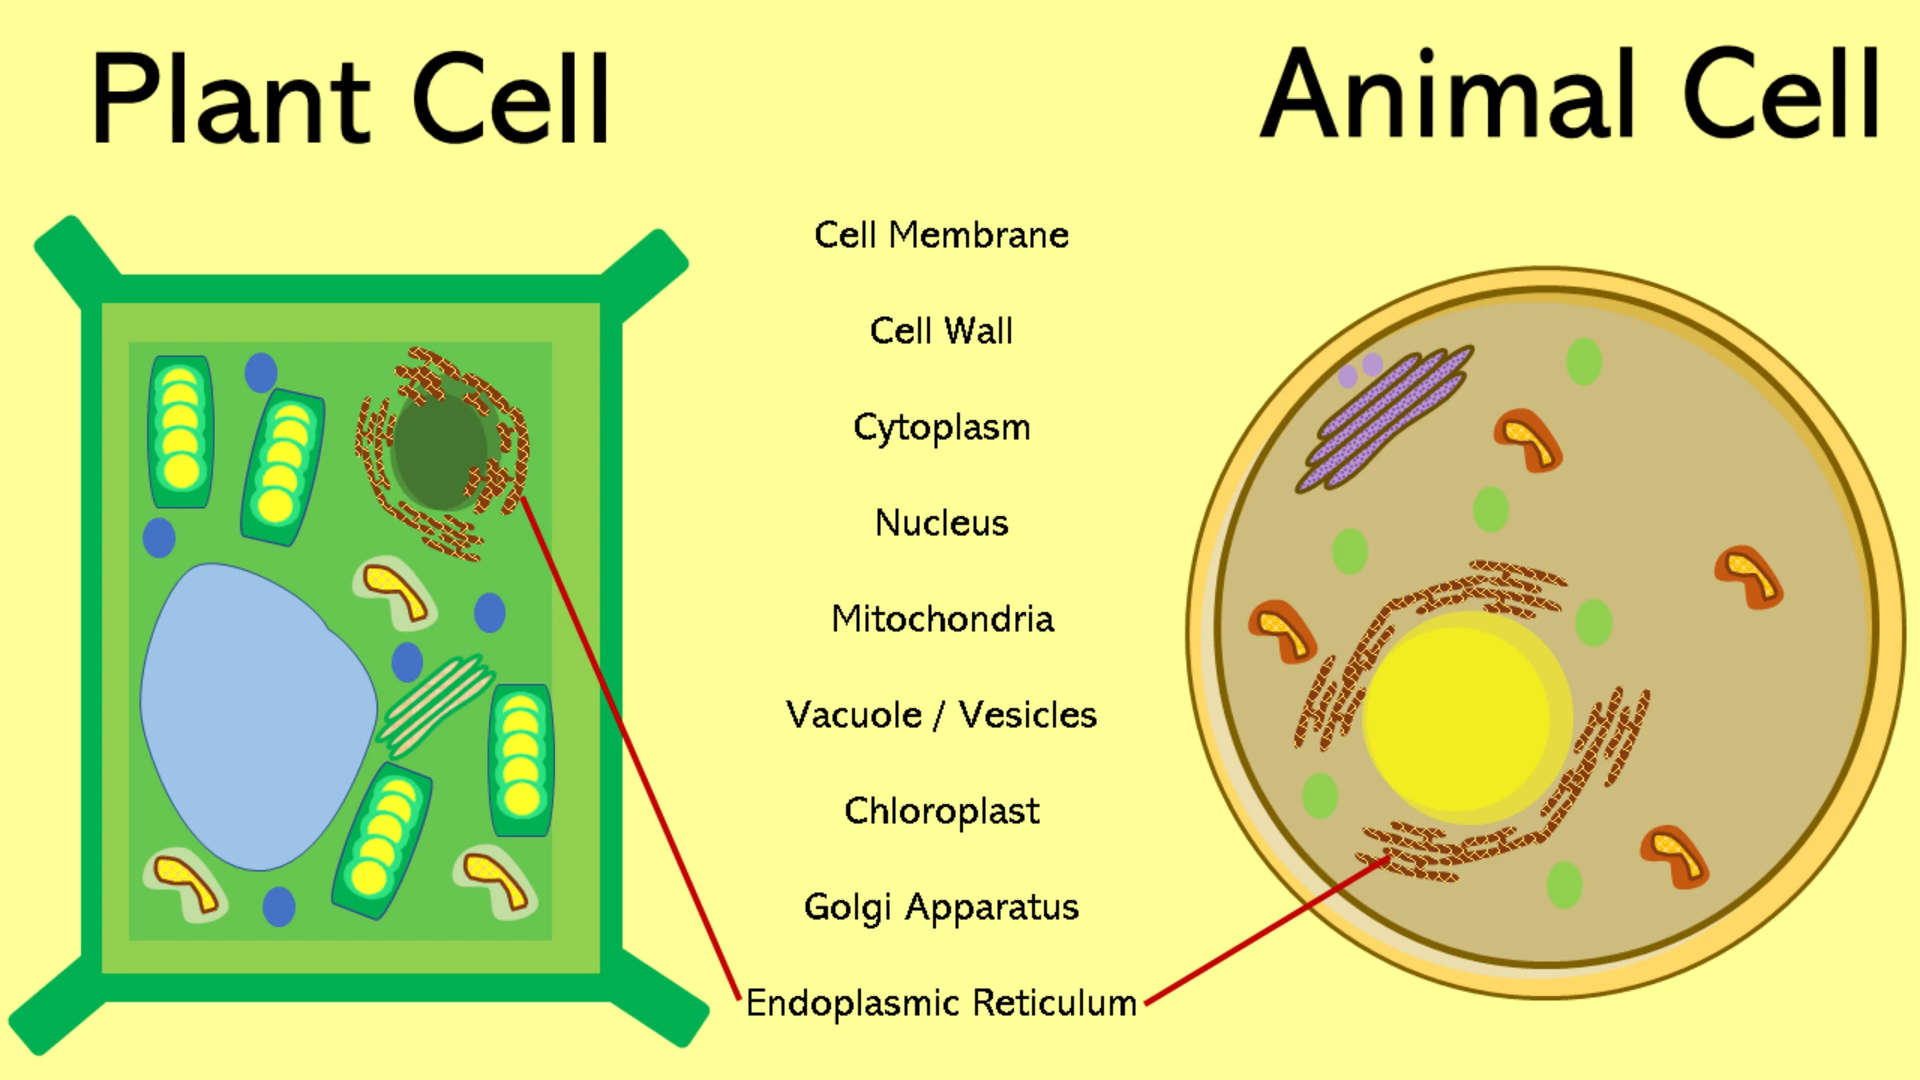 Plant Cell
Animal Cell
Cell Membrane
Cell Wall
Cytoplasm
Nucleus
Mitochondria
Vacuole / Vesicles
Chloroplast
Golgi Apparatus
Endoplasmic Reticulum